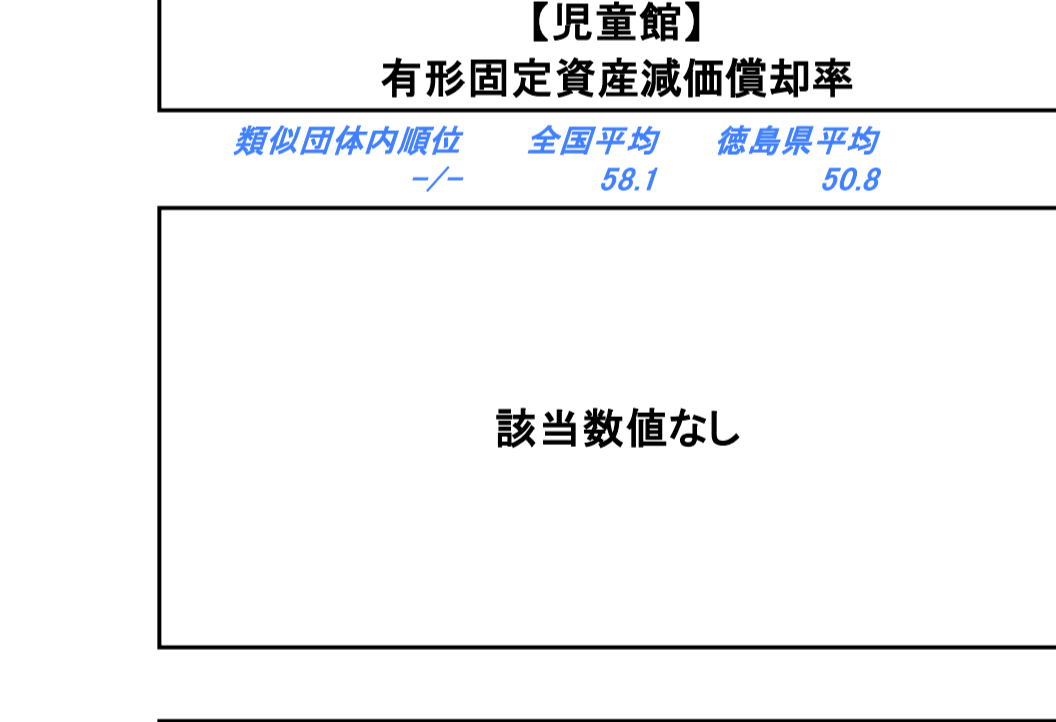 【児童館】
有形固定資産減価償却率
類似団体内順位 全国平均 徳島県平均
-/- 58.1 50.8
該当数値なし